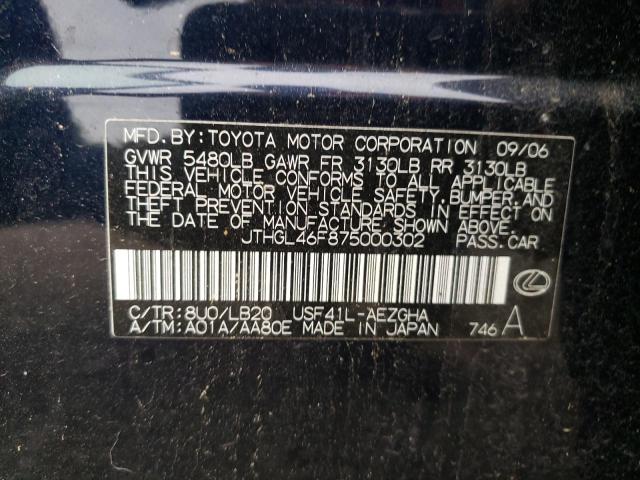 MFD. BY: TOYOTA MOTOR CORPORATION 09/06
GVWR 5480LB GAWR FR 3130LB RR 3130LB
THIS VEHICLE CONFORMS TO ALL APPLICABLE
FEDERAL MOTOR VEHICLE SAFETY, BUMPER, AND
THEFT PREVENTION STANDARDS IN EFFECT ON
THE DATE OF MANUFACTURE SHOWN ABOVE.
JTHGL46F875000302 PASS. CAR
C/TR: 8U0/LB20 USF41L-AEZGHA
A/TM: A01A/AA80E MADE IN JAPAN 746 A